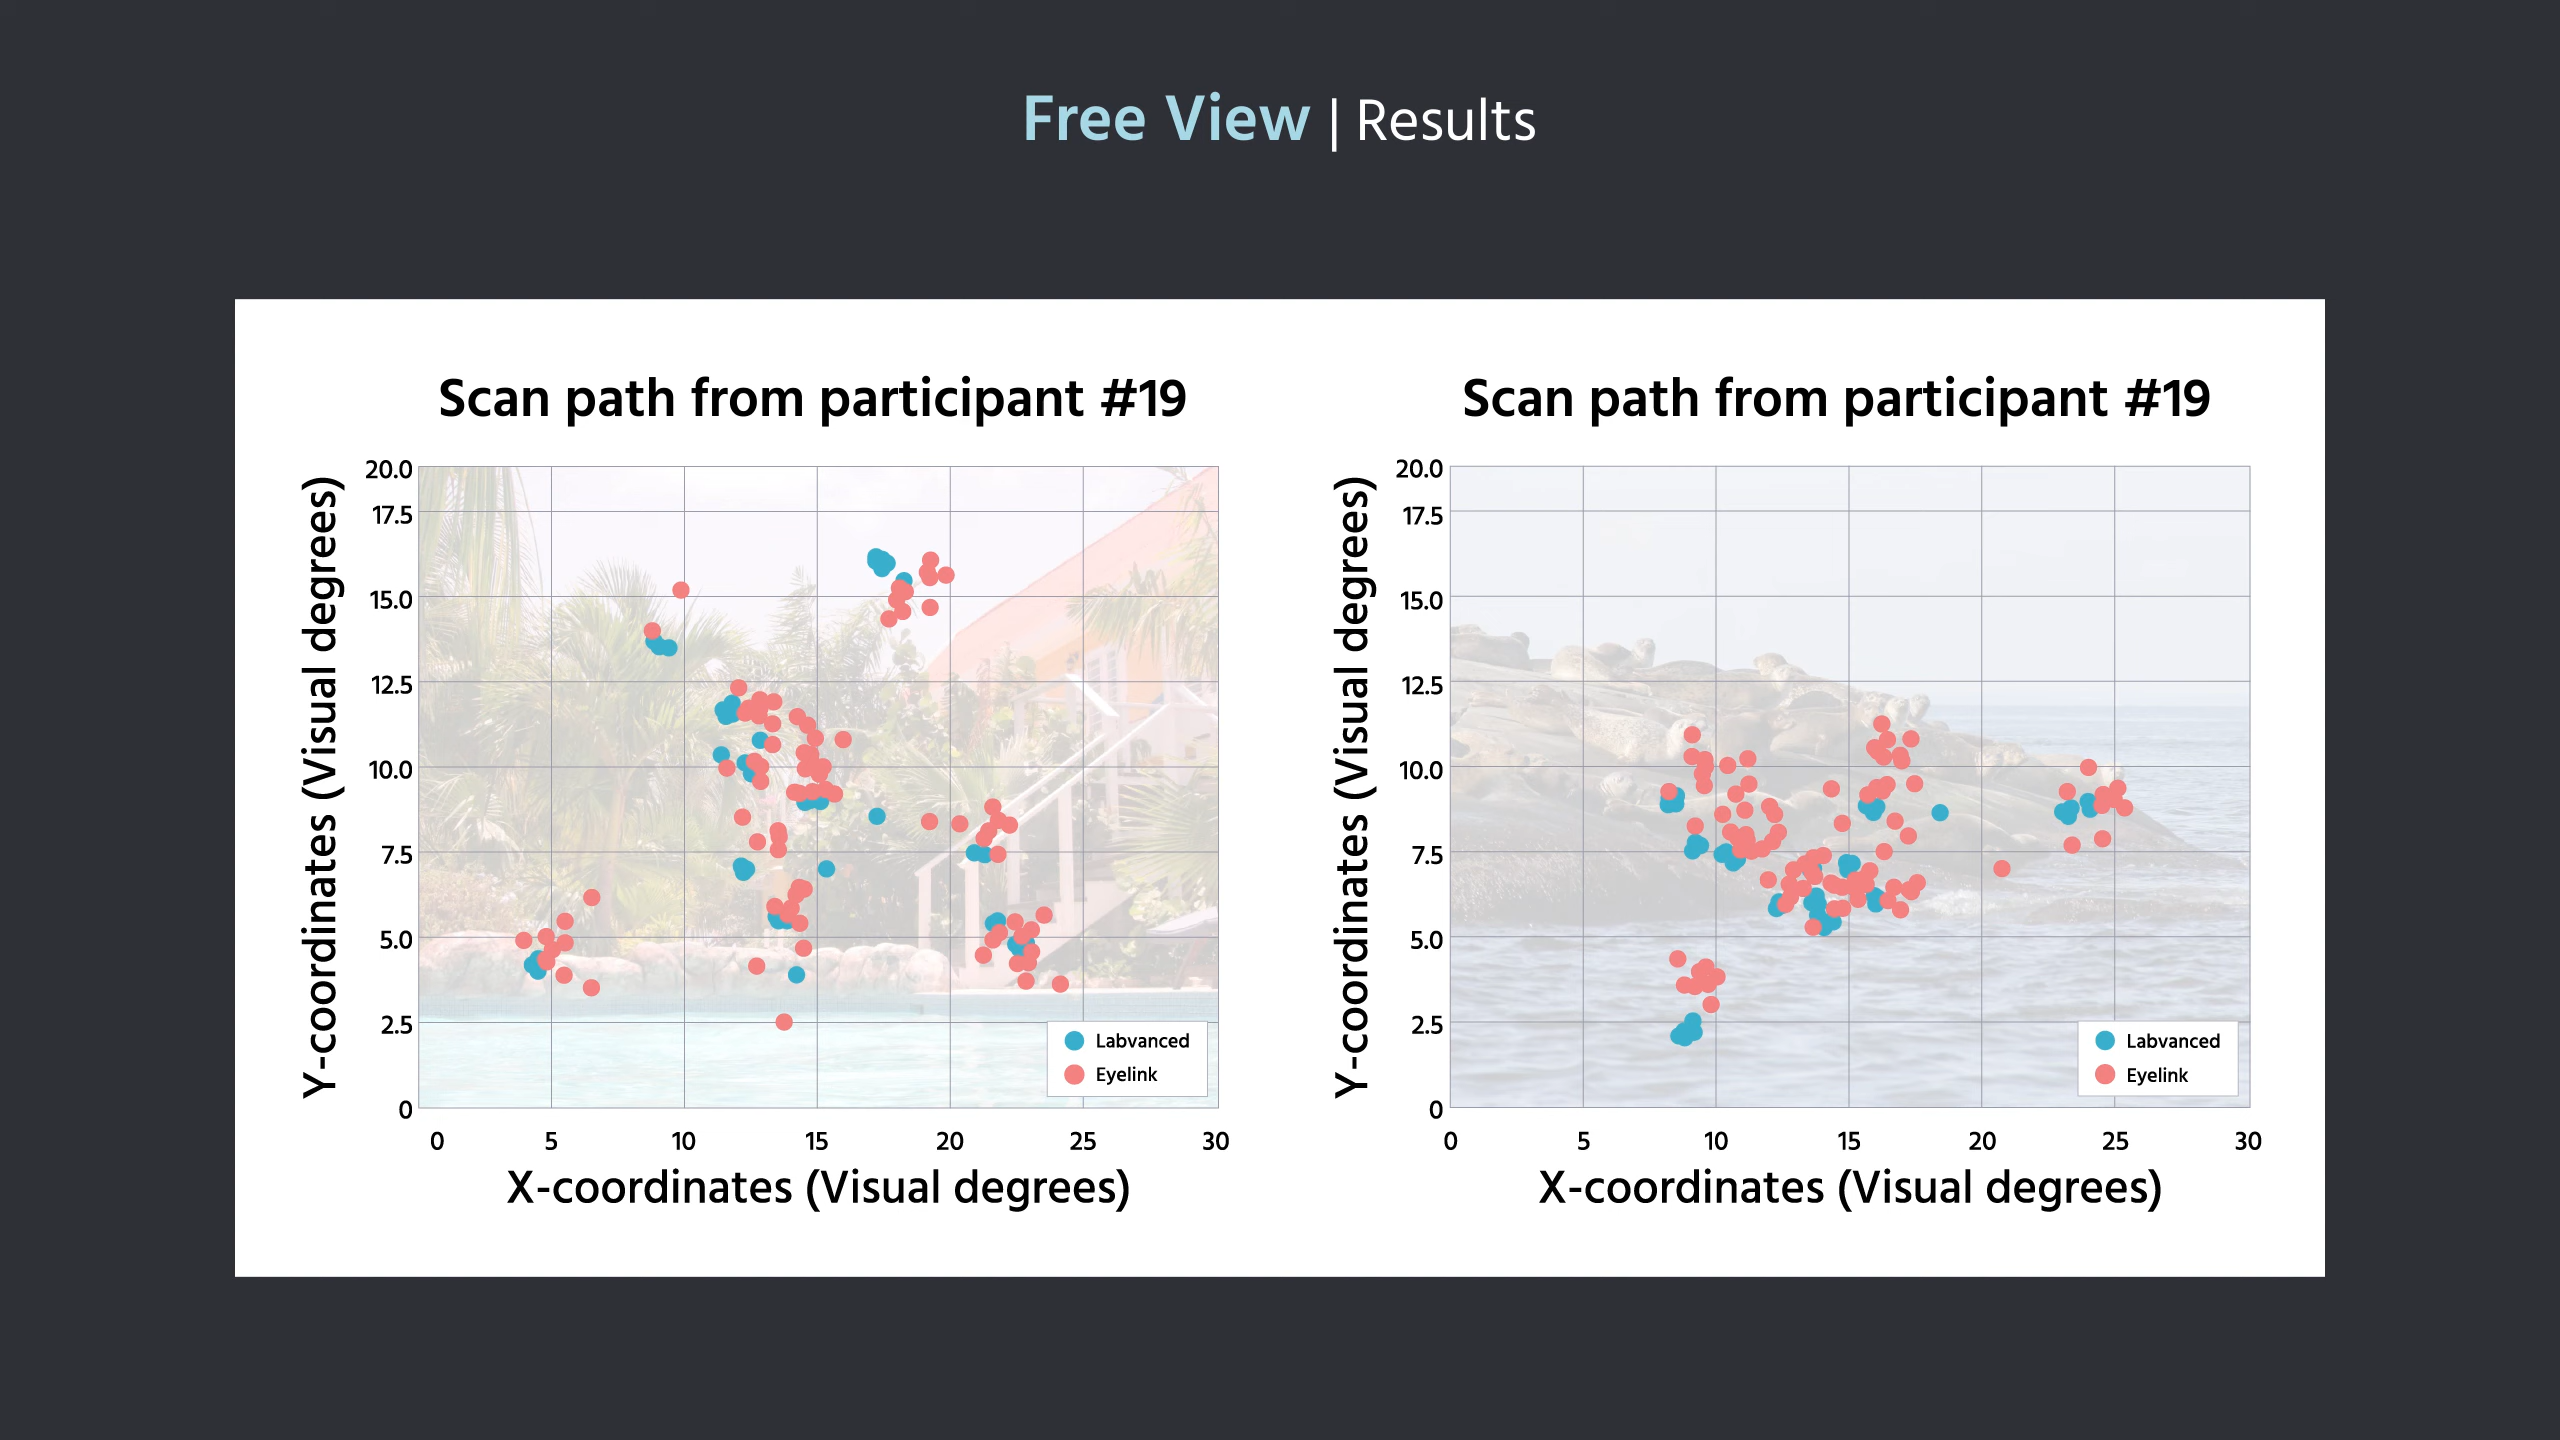 Free View | Results
Scan path from participant #19
Y-coordinates (Visual degrees)
20.0
17.5
15.0
12.5
10.0
7.5
5.0
2.5
0
0 5 10 15 20 25 30
X-coordinates (Visual degrees)
Labvanced
Eyelink
Scan path from participant #19
Y-coordinates (Visual degrees)
20.0
17.5
15.0
12.5
10.0
7.5
5.0
2.5
0
0 5 10 15 20 25 30
X-coordinates (Visual degrees)
Labvanced
Eyelink